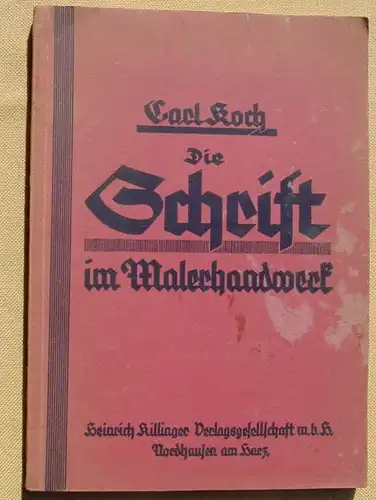 Carl Koch
Die
Schrift
im Malerhandwerk
Heinrich Killinger Verlagsgesellschaft m.b.H.
Nordhausen am Harz